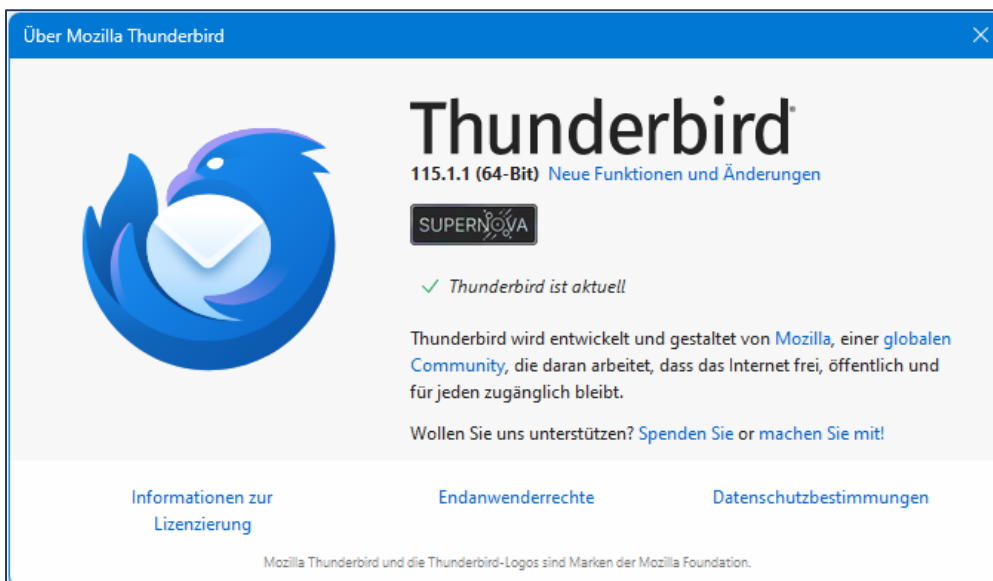 Über Mozilla Thunderbird
Thunderbird
115.1.1 (64-Bit) Neue Funktionen und Änderungen
SUPERNOVA
Thunderbird ist aktuell
Thunderbird wird entwickelt und gestaltet von Mozilla, einer globalen
Community, die daran arbeitet, dass das Internet frei, öffentlich und
für jeden zugänglich bleibt.
Wollen Sie uns unterstützen? Spenden Sie or machen Sie mit!
Informationen zur
Lizenzierung
Endanwenderrechte
Datenschutzbestimmungen
Mozilla Thunderbird und die Thunderbird-Logos sind Marken der Mozilla Foundation.